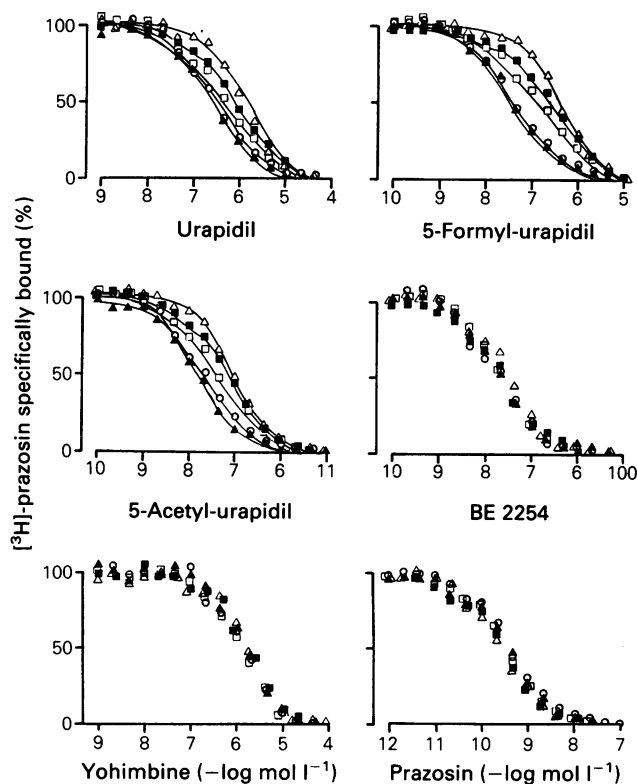 [³H]-prazosin specifically bound (%)
100
50
0
9 8 7 6 5 4
Urapidil
10 9 8 7 6 5
5-Formyl-urapidil
100
50
0
10 9 8 7 6 11
5-Acetyl-urapidil
10 9 8 7 6 100
BE 2254
100
50
0
9 8 7 6 5 4
Yohimbine (−log mol l⁻¹)
12 11 10 9 8 7
Prazosin (−log mol l⁻¹)